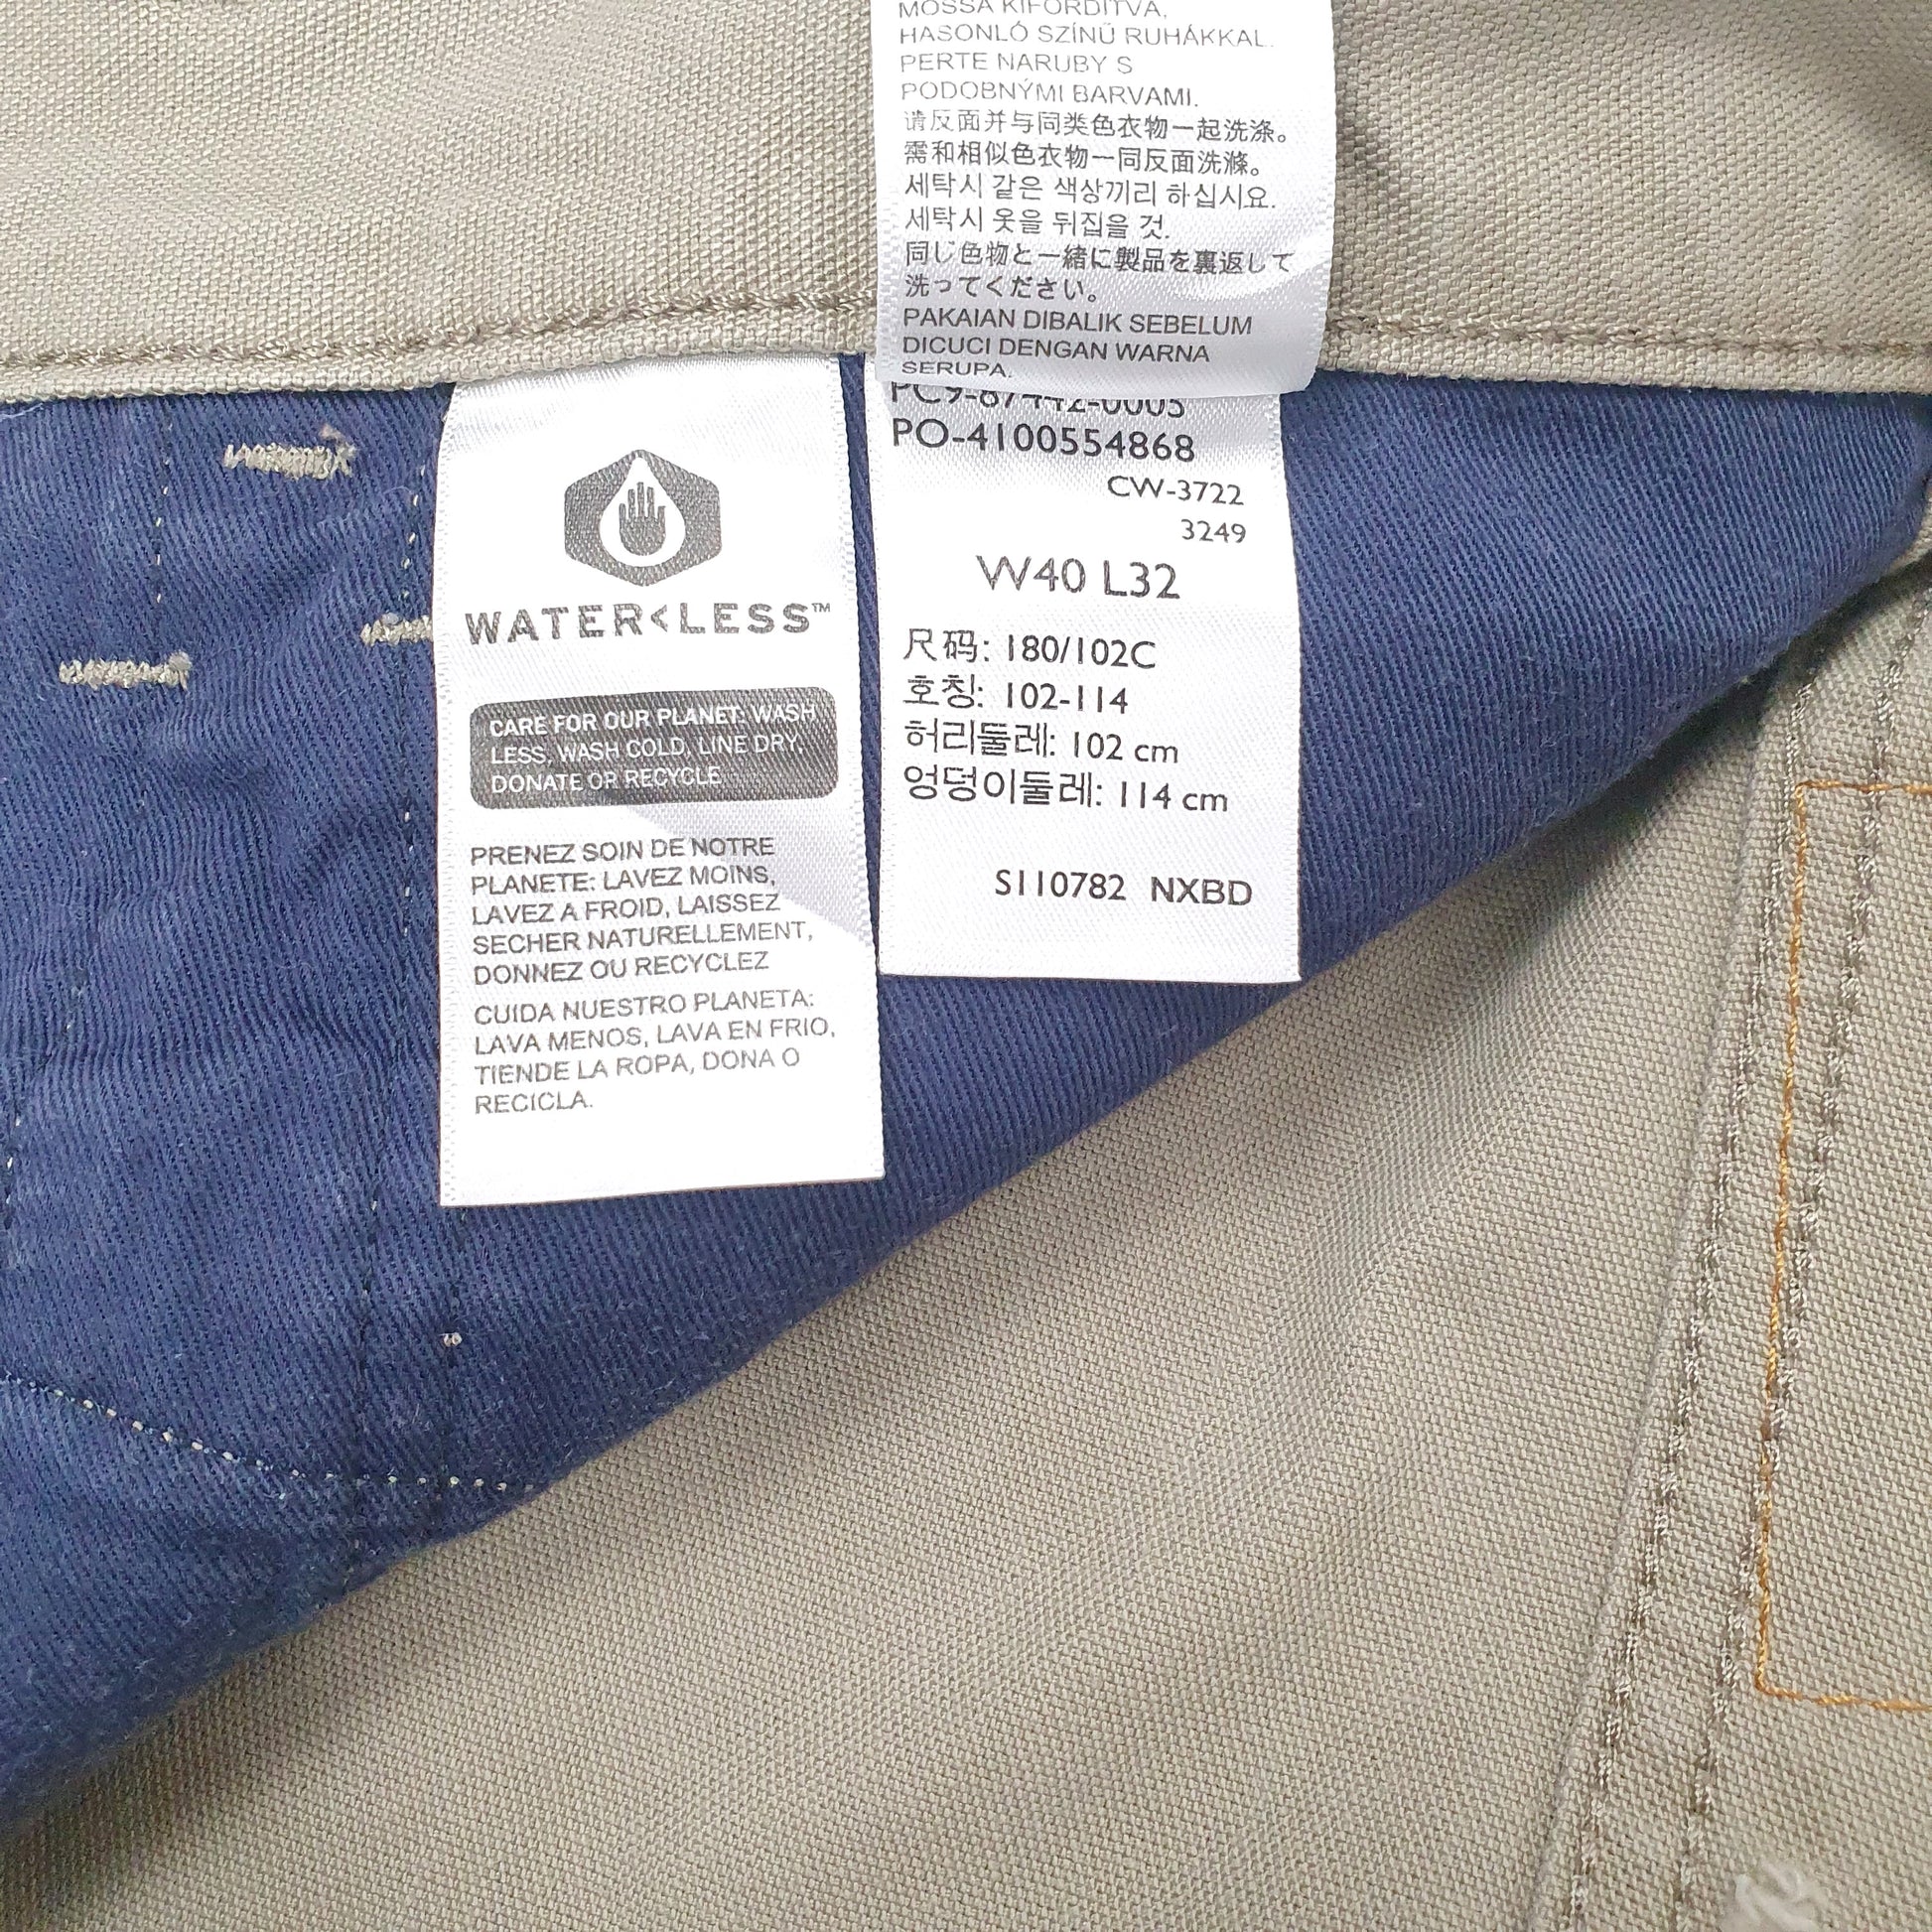 MOSSA KIFORDÍTVA,
HASONLÓ SZÍNŰ RUHÁKKAL.
PERTE NARUBY S
PODOBNÝMI BARVAMI.
请反面并与同类色衣物一起洗涤。
需和相似色衣物一同反面洗滌。
세탁시 같은 색상끼리 하십시요.
세탁시 옷을 뒤집을 것.
同じ色物と一緒に製品を裏返して
洗ってください。
PAKAIAN DIBALIK SEBELUM
DICUCI DENGAN WARNA
SERUPA.
PC9-87442-0005
PO-4100554868
CW-3722
3249
W40 L32
尺码: 180/102C
호칭: 102-114
허리둘레: 102 cm
엉덩이둘레: 114 cm
S110782 NXBD
WATER<LESS™
CARE FOR OUR PLANET: WASH
LESS, WASH COLD, LINE DRY,
DONATE OR RECYCLE
PRENEZ SOIN DE NOTRE
PLANETE: LAVEZ MOINS,
LAVEZ A FROID, LAISSEZ
SECHER NATURELLEMENT,
DONNEZ OU RECYCLEZ
CUIDA NUESTRO PLANETA:
LAVA MENOS, LAVA EN FRIO,
TIENDE LA ROPA, DONA O
RECICLA.